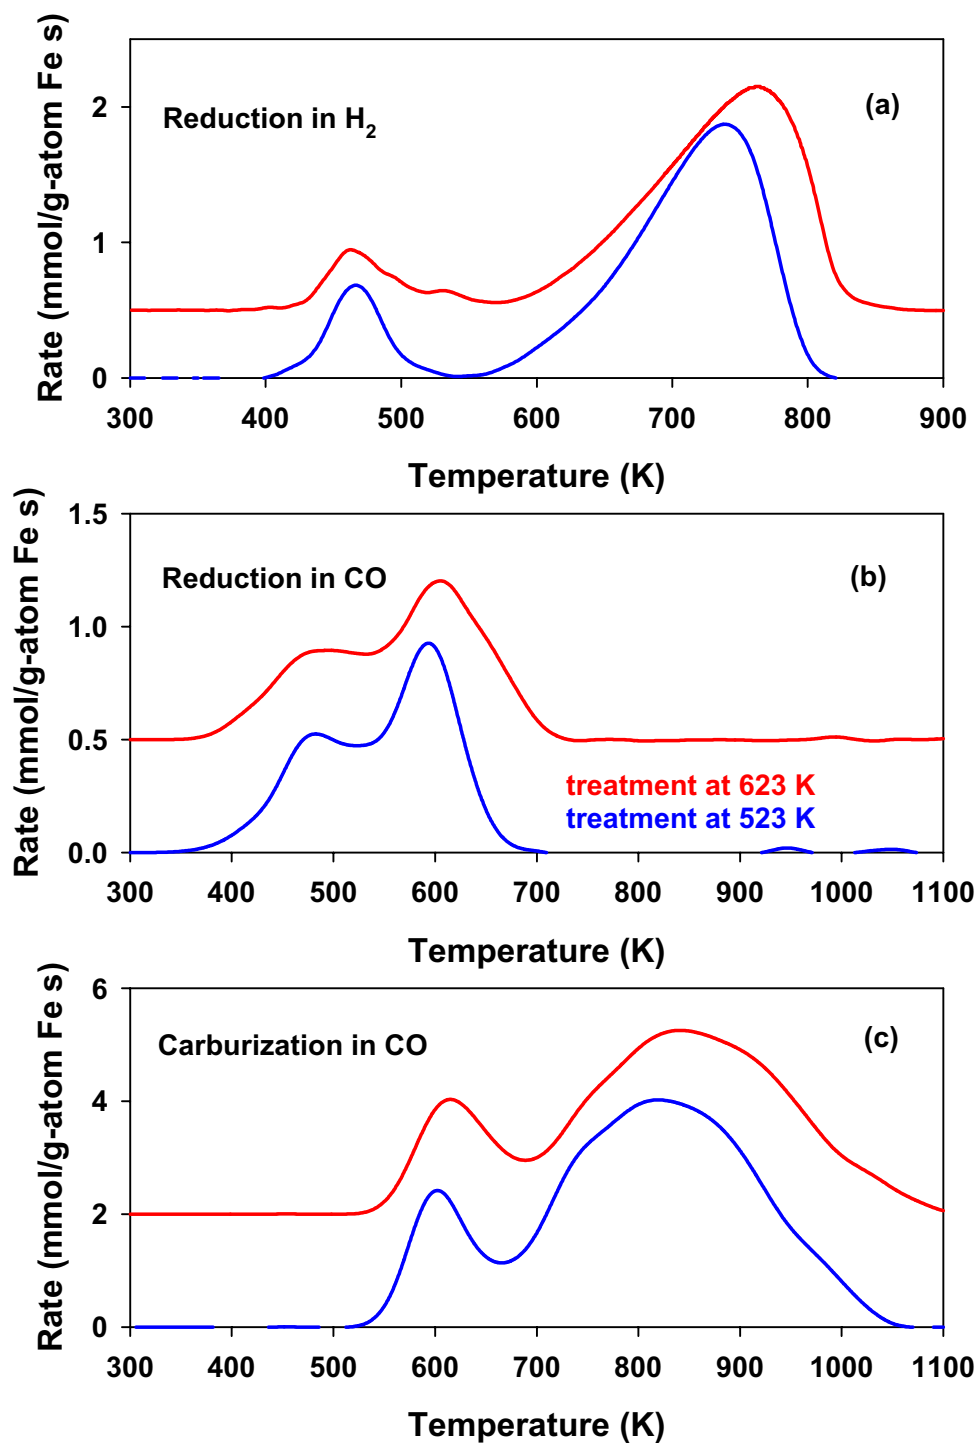 Rate (mmol/g-atom Fe s)
2
1
0
Reduction in H2
(a)
300 400 500 600 700 800 900
Temperature (K)
Rate (mmol/g-atom Fe s)
1.5
1.0
0.5
0.0
Reduction in CO
(b)
treatment at 623 K
treatment at 523 K
300 400 500 600 700 800 900 1000 1100
Temperature (K)
Rate (mmol/g-atom Fe s)
6
4
2
0
Carburization in CO
(c)
300 400 500 600 700 800 900 1000 1100
Temperature (K)